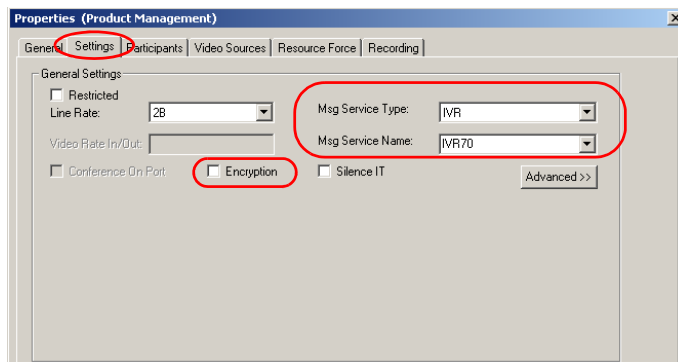 Properties (Product Management)
General Settings Participants Video Sources Resource Force Recording
General Settings
Restricted
Line Rate: 2B Msg Service Type: IVR
Video Rate In/Out: Msg Service Name: IVR70
Conference On Port Encryption Silence IT Advanced >>